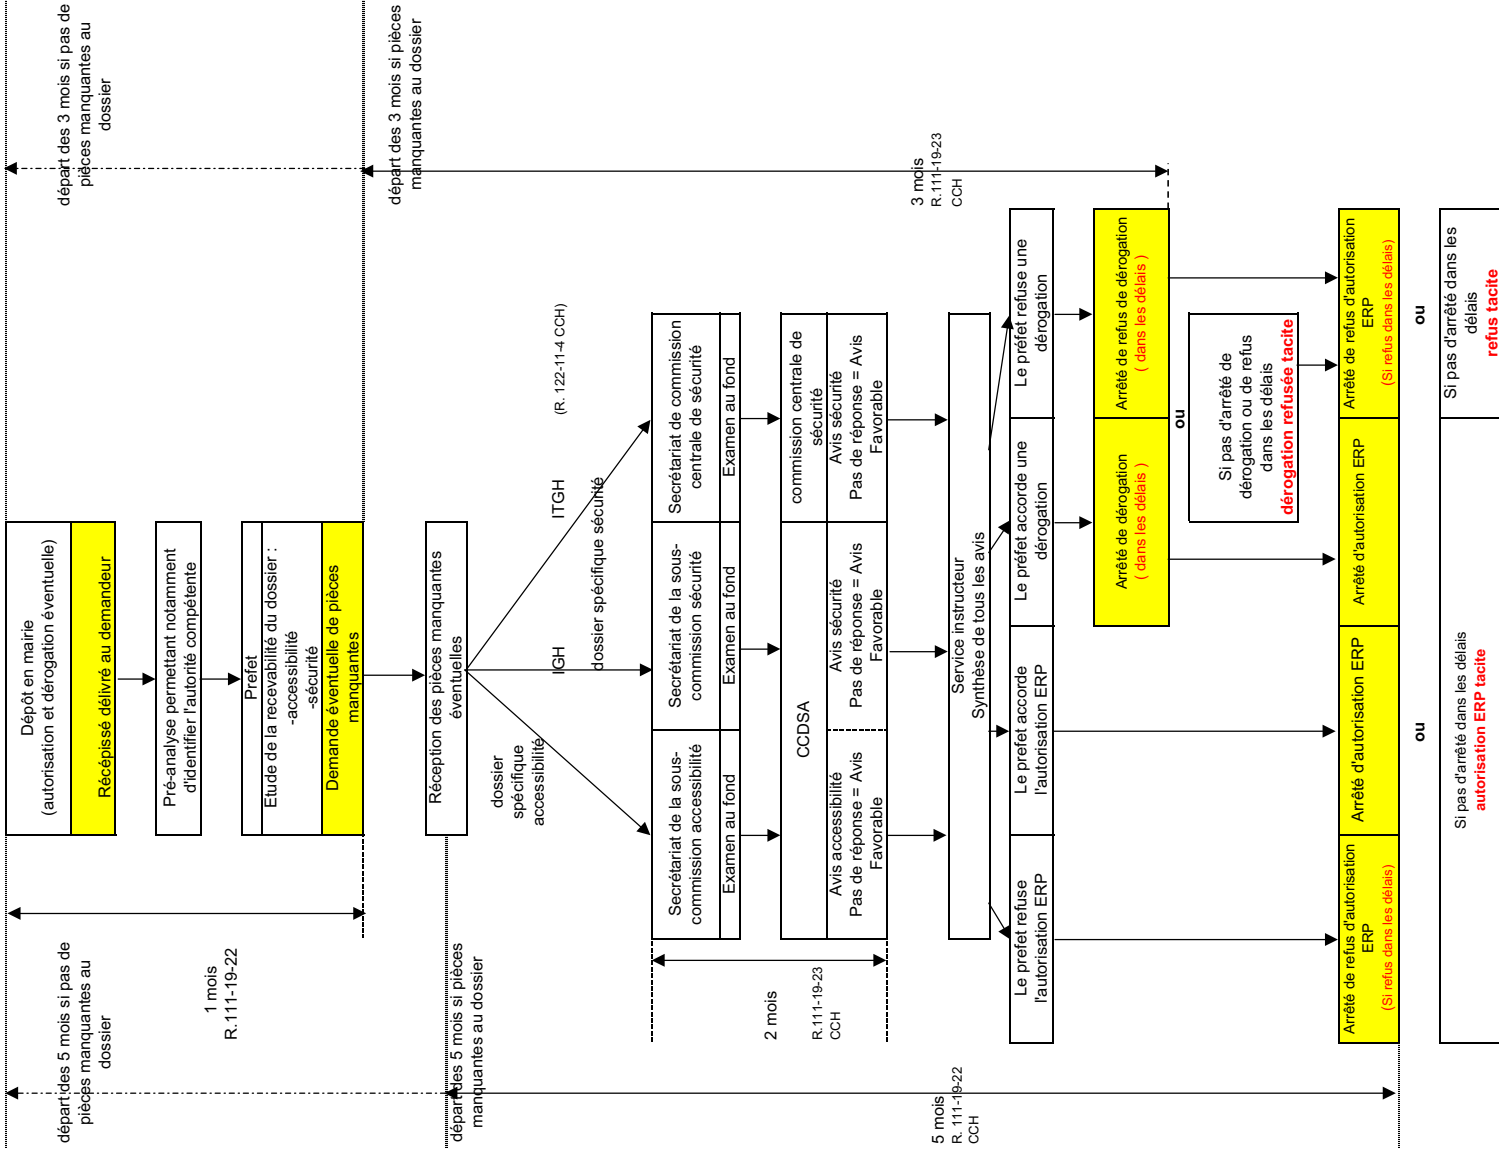 départ des 5 mois si pas de
pièces manquantes au
dossier
1 mois
R.111-19-22
Dépôt en mairie
(autorisation et dérogation éventuelle)
Récépissé délivré au demandeur
Pré-analyse permettant notamment
d'identifier l'autorité compétente
Prefet
Etude de la recevabilité du dossier :
-accessibilité
-sécurité
Demande éventuelle de pièces
manquantes
départ des 3 mois si pas de
pièces manquantes au
dossier
départ des 5 mois si pièces
manquantes au dossier
Réception des pièces manquantes
éventuelles
départ des 3 mois si pièces
manquantes au dossier
dossier
spécifique
accessibilité
IGH
ITGH
(R. 122-11-4 CCH)
dossier spécifique sécurité
2 mois
R.111-19-23
CCH
Secrétariat de la sous-
commission accessibilité
Examen au fond
Secrétariat de la sous-
commission sécurité
Examen au fond
Secrétariat de commission
centrale de sécurité
Examen au fond
CCDSA
Avis accessibilité
Pas de réponse = Avis
Favorable
Avis sécurité
Pas de réponse = Avis
Favorable
commission centrale de
sécurité
Avis sécurité
Pas de réponse = Avis
Favorable
5 mois
R. 111-19-22
CCH
Service instructeur
Synthèse de tous les avis
3 mois
R.111-19-23
CCH
Le prefet refuse
l'autorisation ERP
Le prefet accorde
l'autorisation ERP
Le préfet accorde une
dérogation
Le préfet refuse une
dérogation
Arrêté de dérogation
( dans les délais )
Arrêté de refus de dérogation
( dans les délais )
ou
Si pas d'arrêté de
dérogation ou de refus
dans les délais
dérogation refusée tacite
Arrêté de refus d'autorisation
ERP
(Si refus dans les délais)
Arrêté d'autorisation ERP
Arrêté d'autorisation ERP
Arrêté de refus d'autorisation
ERP
(Si refus dans les délais)
ou
ou
Si pas d'arrêté dans les délais
autorisation ERP tacite
Si pas d'arrêté dans les
délais
refus tacite